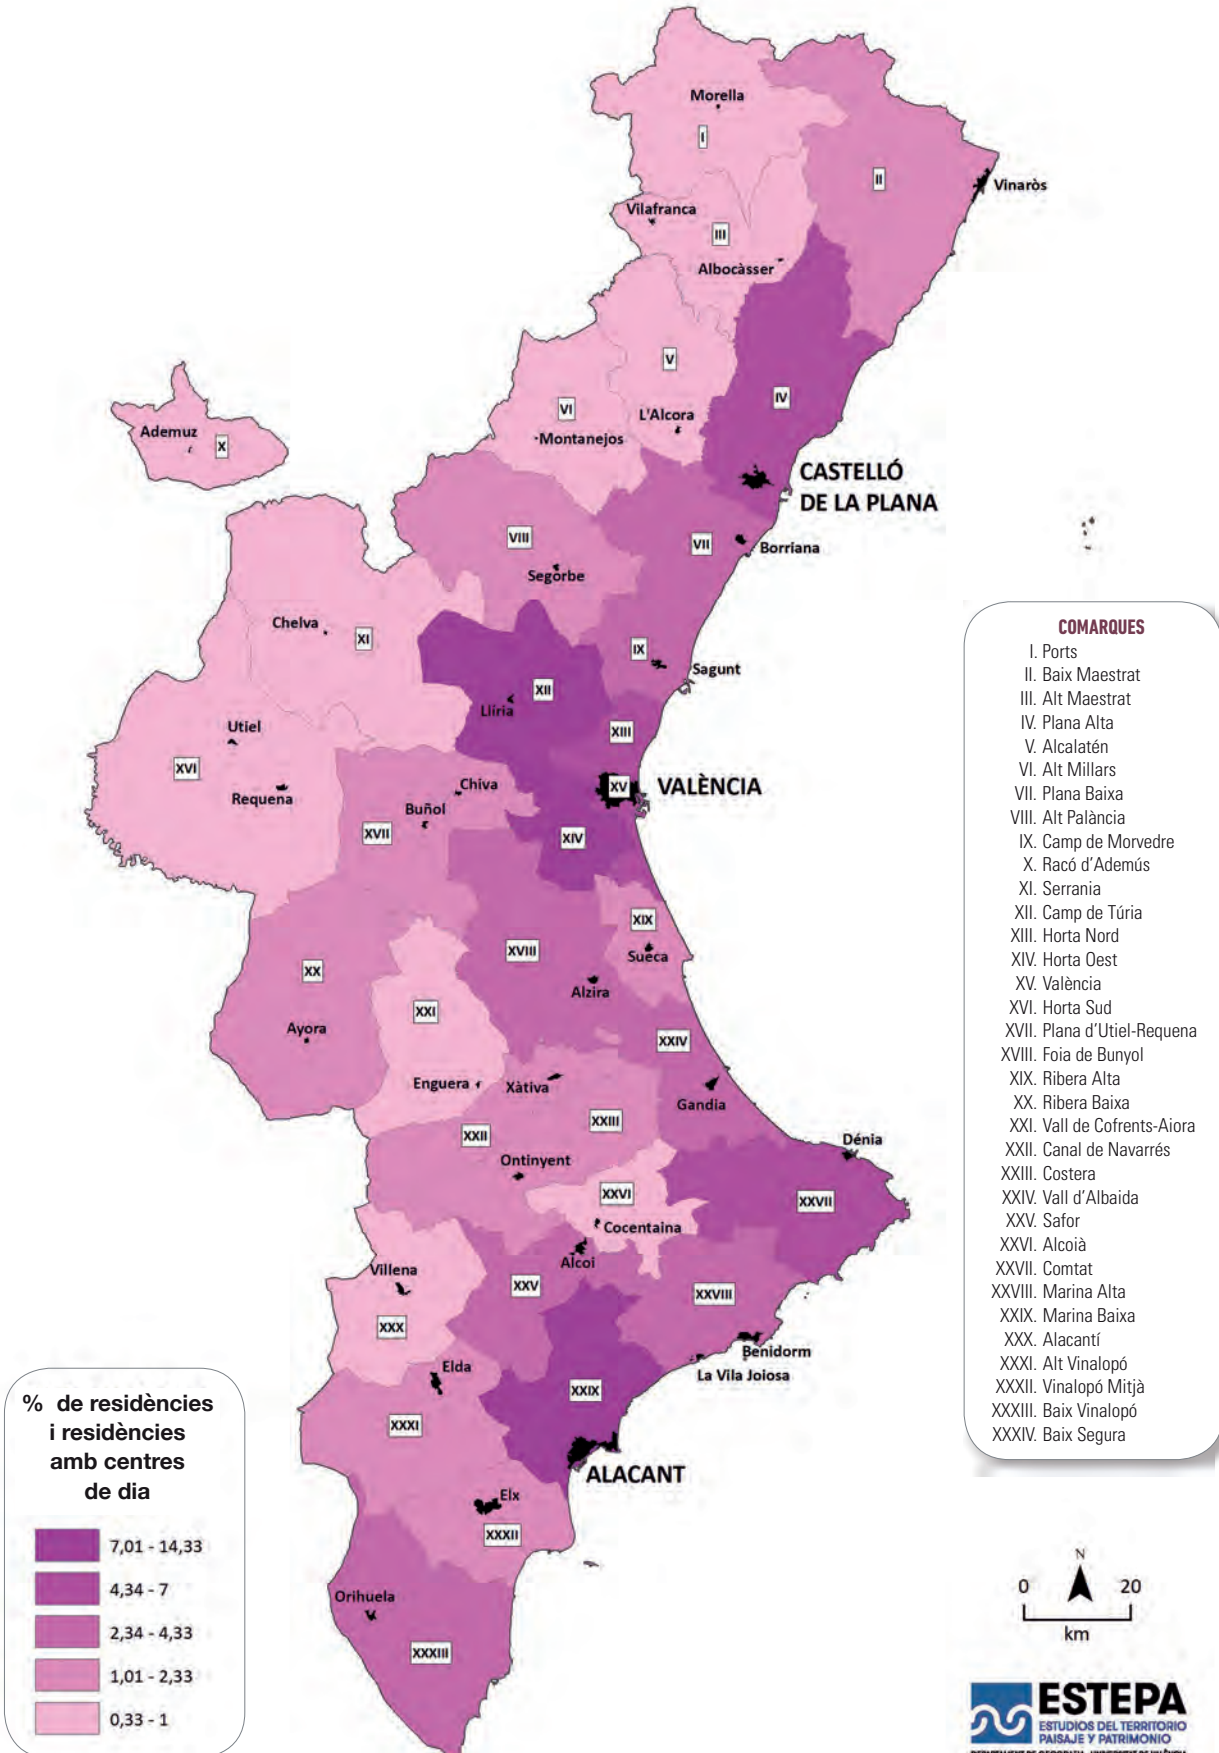 Morella
I
II
Vinaròs
Vilafranca
III
Albocàsser
V
IV
VI
L'Alcora
Montanejos
Ademuz
X
CASTELLÓ
DE LA PLANA
VIII
VII
Borriana
Segorbe
Chelva
XI
IX
Sagunt
XII
Llíria
XIII
Utiel
XVI
Requena
Chiva
XV
VALÈNCIA
Buñol
XVII
XIV
XIX
Sueca
XVIII
Alzira
XX
Ayora
XXI
XXIV
Enguera
Xàtiva
Gandia
XXIII
XXII
Dénia
Ontinyent
XXVI
XXVII
Cocentaina
Alcoi
Villena
XXV
XXVIII
XXX
Benidorm
La Vila Joiosa
Elda
XXIX
XXXI
ALACANT
Elx
XXXII
Orihuela
XXXIII
COMARQUES
I. Ports
II. Baix Maestrat
III. Alt Maestrat
IV. Plana Alta
V. Alcalatén
VI. Alt Millars
VII. Plana Baixa
VIII. Alt Palància
IX. Camp de Morvedre
X. Racó d'Ademús
XI. Serrania
XII. Camp de Túria
XIII. Horta Nord
XIV. Horta Oest
XV. València
XVI. Horta Sud
XVII. Plana d'Utiel-Requena
XVIII. Foia de Bunyol
XIX. Ribera Alta
XX. Ribera Baixa
XXI. Vall de Cofrents-Aiora
XXII. Canal de Navarrés
XXIII. Costera
XXIV. Vall d'Albaida
XXV. Safor
XXVI. Alcoià
XXVII. Comtat
XXVIII. Marina Alta
XXIX. Marina Baixa
XXX. Alacantí
XXXI. Alt Vinalopó
XXXII. Vinalopó Mitjà
XXXIII. Baix Vinalopó
XXXIV. Baix Segura
% de residències
i residències
amb centres
de dia
7,01 - 14,33
4,34 - 7
2,34 - 4,33
1,01 - 2,33
0,33 - 1
N
0 20
km
ESTEPA
ESTUDIOS DEL TERRITORIO
PAISAJE Y PATRIMONIO